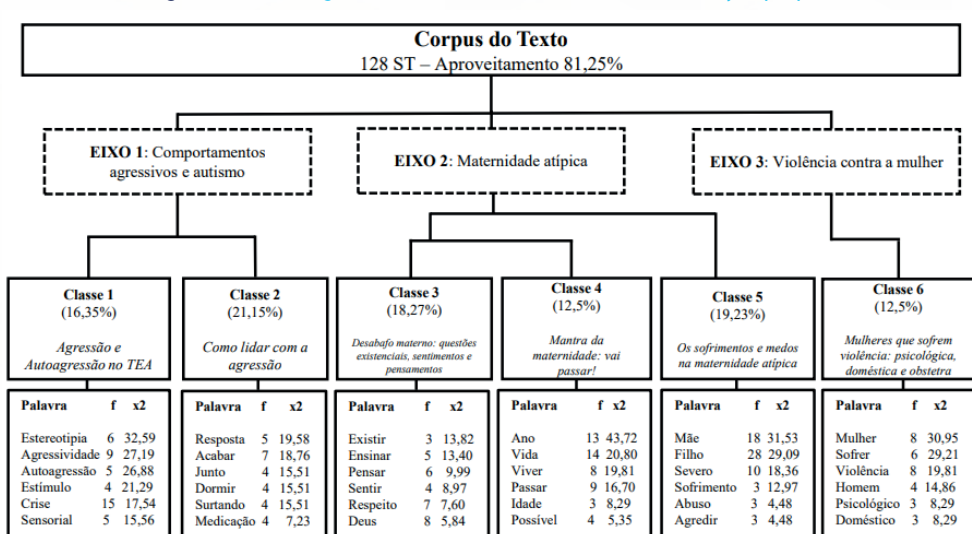 Corpus do Texto
128 ST – Aproveitamento 81,25%
EIXO 1: Comportamentos
agressivos e autismo
EIXO 2: Maternidade atípica
EIXO 3: Violência contra a mulher
Classe 1
(16,35%)
Agressão e
Autoagressão no TEA
Classe 2
(21,15%)
Como lidar com a
agressão
Classe 3
(18,27%)
Desabafo materno: questões
existenciais, sentimentos e
pensamentos
Classe 4
(12,5%)
Mantra da
maternidade: vai
passar!
Classe 5
(19,23%)
Os sofrimentos e medos
na maternidade atípica
Classe 6
(12,5%)
Mulheres que sofrem
violência: psicológica,
doméstica e obstetra
Palavra f x2
Estereotipia 6 32,59
Agressividade 9 27,19
Autoagressão 5 26,88
Estímulo 4 21,29
Crise 15 17,54
Sensorial 5 15,56
Palavra f x2
Resposta 5 19,58
Acabar 7 18,76
Junto 4 15,51
Dormir 4 15,51
Surtando 4 15,51
Medicação 4 7,23
Palavra f x2
Existir 3 13,82
Ensinar 5 13,40
Pensar 6 9,99
Sentir 4 8,97
Respeito 7 7,60
Deus 8 5,84
Palavra f x2
Ano 13 43,72
Vida 14 20,80
Viver 8 19,81
Passar 9 16,70
Idade 3 8,29
Possível 4 5,35
Palavra f x2
Mãe 18 31,53
Filho 28 29,09
Severo 10 18,36
Sofrimento 3 12,97
Abuso 3 4,48
Agredir 3 4,48
Palavra f x2
Mulher 8 30,95
Sofrer 6 29,21
Violência 8 19,81
Homem 4 14,86
Psicológico 3 8,29
Doméstico 3 8,29